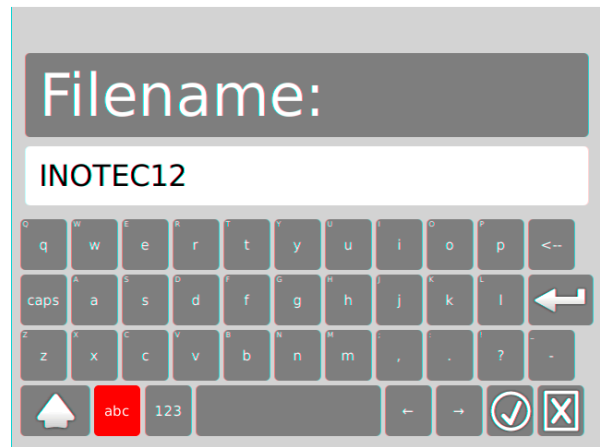 Filename:
INOTEC12
Q q W w E e R r T t Y y U u I i O o P p <--
caps A a S s D d F f G g H h J j K k L l
Z z X x C c V v B b N n M m ; , : . ! ? _ -
abc 123 ← →